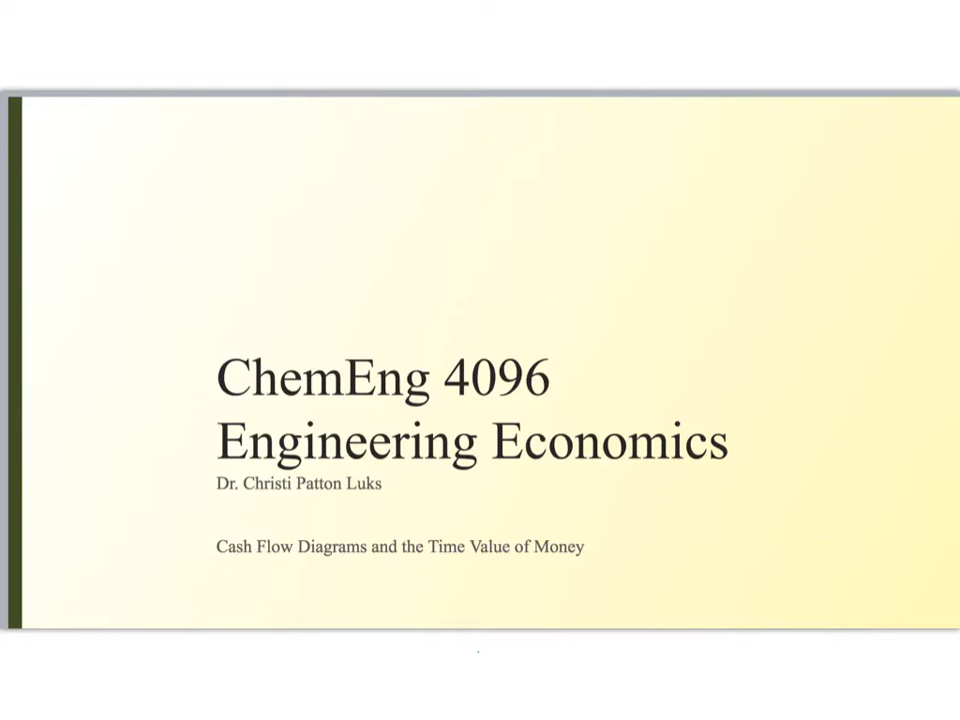 ChemEng 4096
Engineering Economics
Dr. Christi Patton Luks
Cash Flow Diagrams and the Time Value of Money